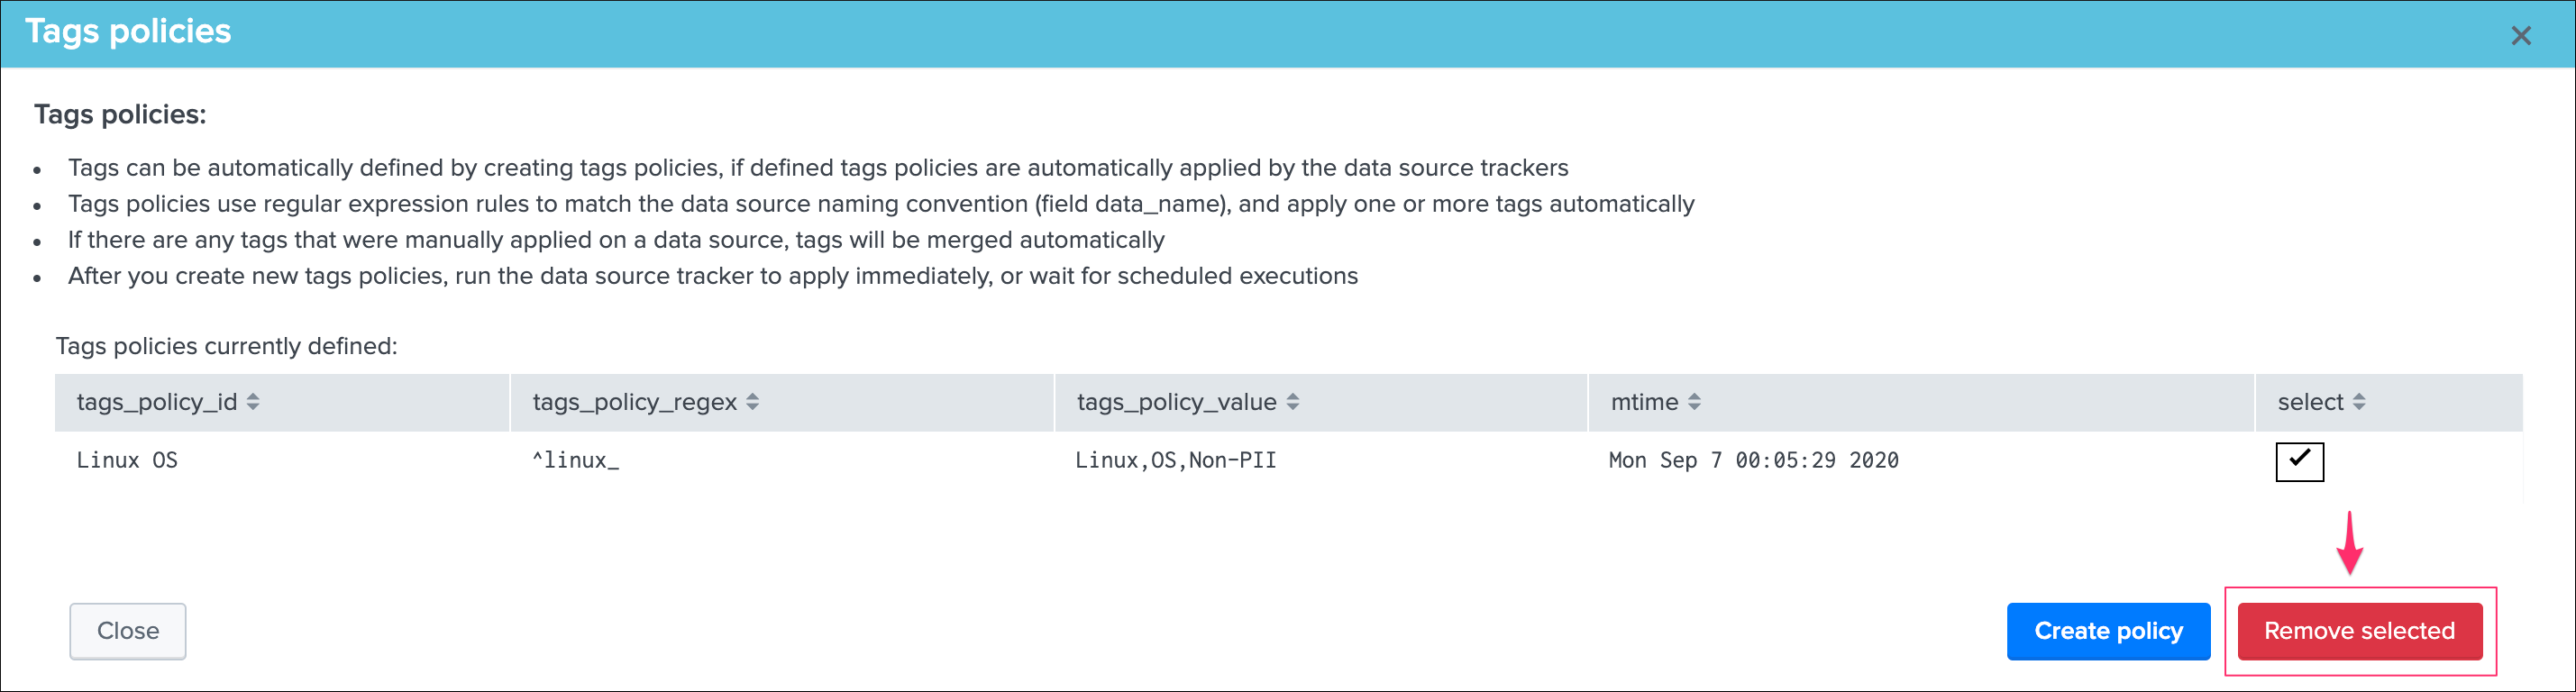 Tags policies
Tags policies:
Tags can be automatically defined by creating tags policies, if defined tags policies are automatically applied by the data source trackers
Tags policies use regular expression rules to match the data source naming convention (field data_name), and apply one or more tags automatically
If there are any tags that were manually applied on a data source, tags will be merged automatically
After you create new tags policies, run the data source tracker to apply immediately, or wait for scheduled executions
Tags policies currently defined:
tags_policy_id tags_policy_regex tags_policy_value mtime select
Linux OS ^linux_ Linux,OS,Non-PII Mon Sep 7 00:05:29 2020
Close Create policy Remove selected